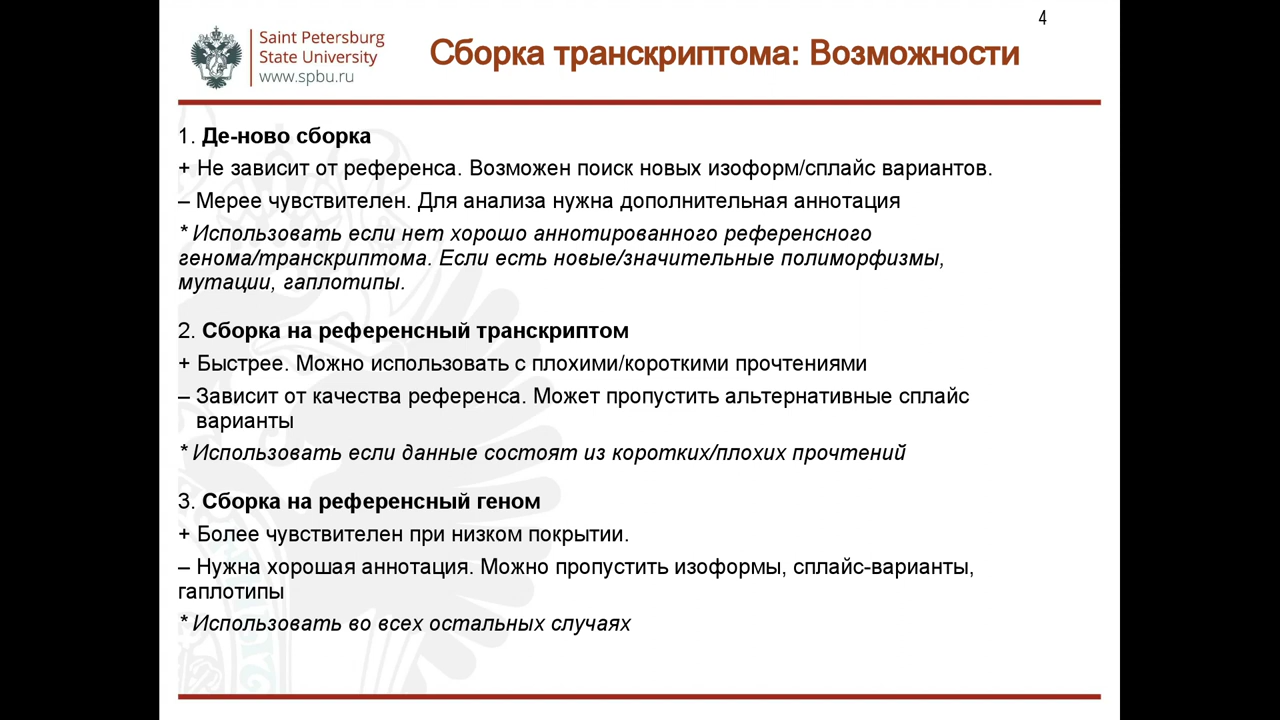 4
Saint Petersburg
State University
www.spbu.ru
Сборка транскриптома: Возможности
1. Де-ново сборка
+ Не зависит от референса. Возможен поиск новых изоформ/сплайс вариантов.
– Мерее чувствителен. Для анализа нужна дополнительная аннотация
* Использовать если нет хорошо аннотированного референсного
генома/транскриптома. Если есть новые/значительные полиморфизмы,
мутации, гаплотипы.
2. Сборка на референсный транскриптом
+ Быстрее. Можно использовать с плохими/короткими прочтениями
– Зависит от качества референса. Может пропустить альтернативные сплайс
варианты
* Использовать если данные состоят из коротких/плохих прочтений
3. Сборка на референсный геном
+ Более чувствителен при низком покрытии.
– Нужна хорошая аннотация. Можно пропустить изоформы, сплайс-варианты,
гаплотипы
* Использовать во всех остальных случаях